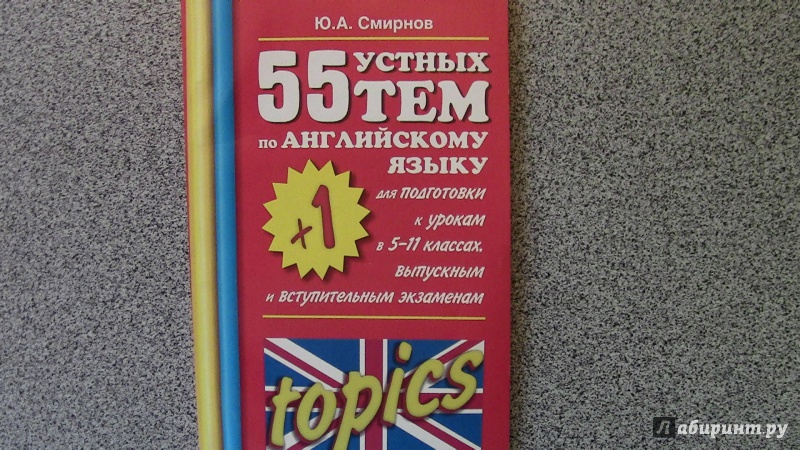 Ю.А. Смирнов
55 УСТНЫХ
ТЕМ
по АНГЛИЙСКОМУ
ЯЗЫКУ
+1
для подготовки
к урокам
в 5-11 классах,
выпускным
и вступительным экзаменам
topics
Лабиринт.ру